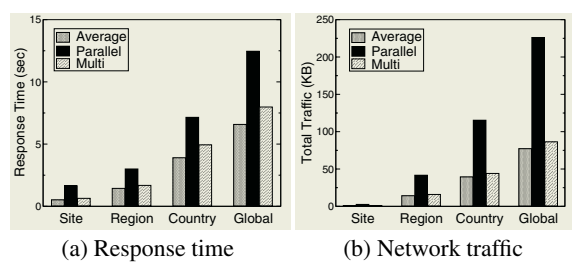 15
10
5
0
Response Time (sec)
Average
Parallel
Multi
Site Region Country Global
(a) Response time
250
200
150
100
50
0
Total Traffic (KB)
Average
Parallel
Multi
Site Region Country Global
(b) Network traffic